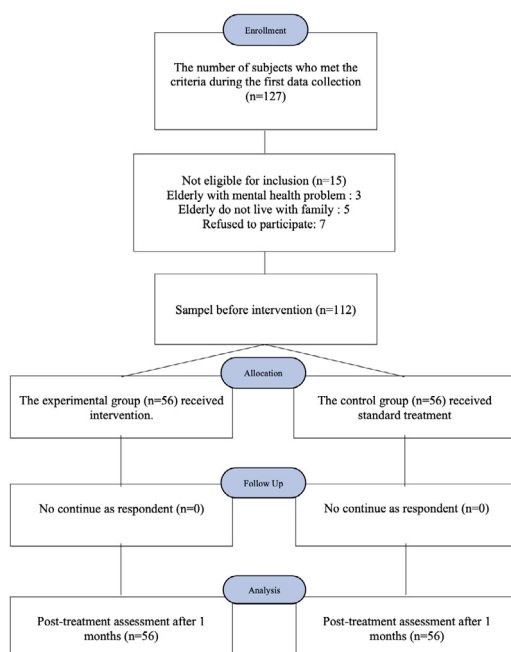 Enrollment
The number of subjects who met the
criteria during the first data collection
(n=127)
Not eligible for inclusion (n=15)
Elderly with mental health problem : 3
Elderly do not live with family : 5
Refused to participate: 7
Sampel before intervention (n=112)
Allocation
The experimental group (n=56) received
intervention.
The control group (n=56) received
standard treatment
Follow Up
No continue as respondent (n=0)
No continue as respondent (n=0)
Analysis
Post-treatment assessment after 1
months (n=56)
Post-treatment assessment after 1
months (n=56)